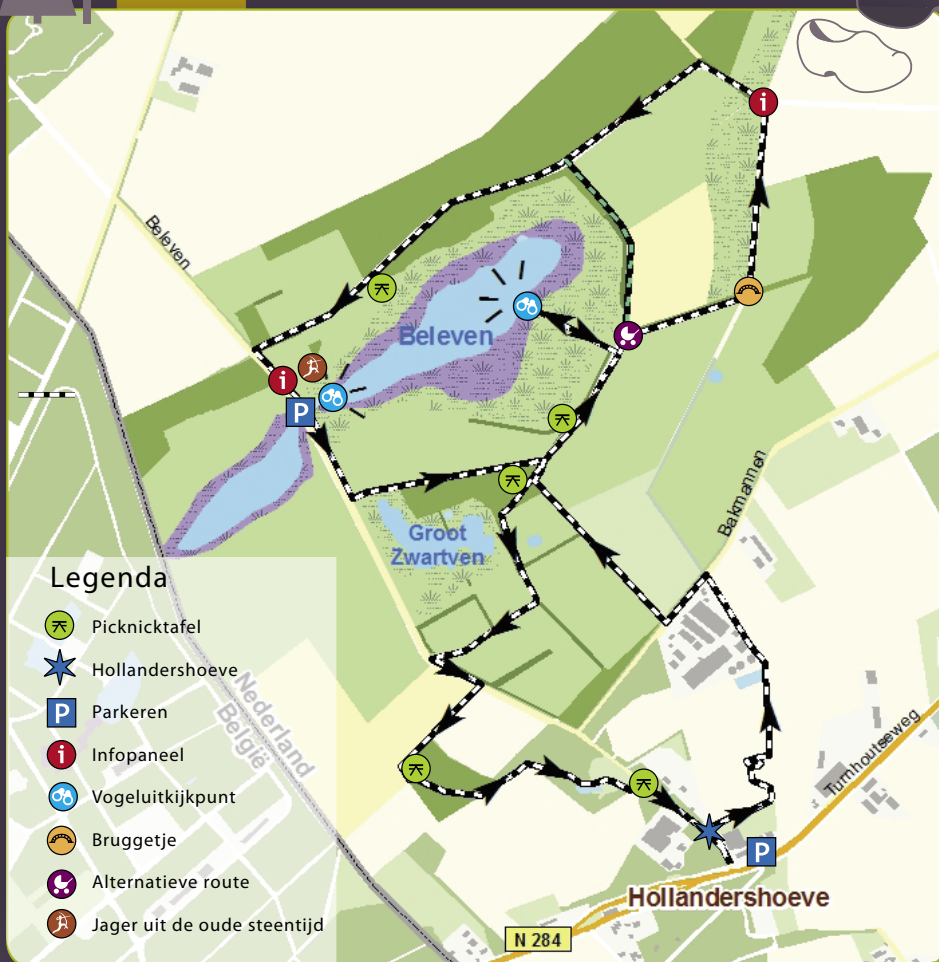 Beleven
Beleven
Groot
Zwartven
Bakmannen
Turnhoutseweg
Nederland
België
Hollandershoeve
N 284
i
i
P
P
Legenda
Picknicktafel
Hollandershoeve
P Parkeren
i Infopaneel
Vogeluitkijkpunt
Bruggetje
Alternatieve route
Jager uit de oude steentijd